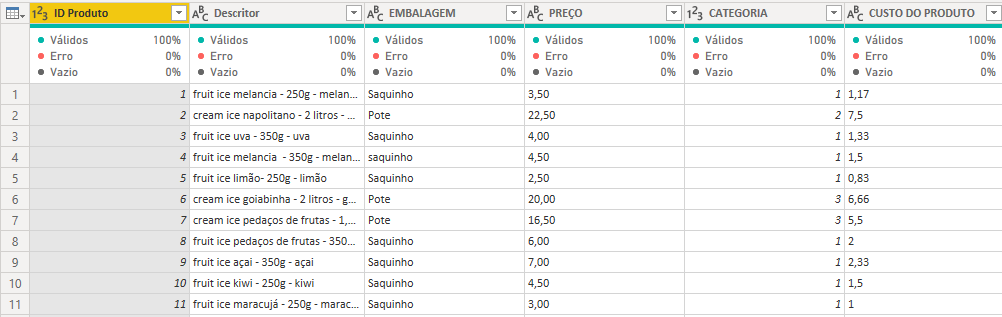 1²3 ID Produto ABC Descritor ABC EMBALAGEM ABC PREÇO 1²3 CATEGORIA ABC CUSTO DO PRODUTO
Válidos 100% Válidos 100% Válidos 100% Válidos 100% Válidos 100% Válidos 100%
Erro 0% Erro 0% Erro 0% Erro 0% Erro 0% Erro 0%
Vazio 0% Vazio 0% Vazio 0% Vazio 0% Vazio 0% Vazio 0%
1 1 fruit ice melancia - 250g - melan... Saquinho 3,50 1 1,17
2 2 cream ice napolitano - 2 litros - ... Pote 22,50 2 7,5
3 3 fruit ice uva - 350g - uva Saquinho 4,00 1 1,33
4 4 fruit ice melancia  - 350g - melan... saquinho 4,50 1 1,5
5 5 fruit ice limão- 250g - limão Saquinho 2,50 1 0,83
6 6 cream ice goiabinha - 2 litros - g... Pote 20,00 3 6,66
7 7 cream ice pedaços de frutas - 1,... Pote 16,50 3 5,5
8 8 fruit ice pedaços de frutas - 350... Saquinho 6,00 1 2
9 9 fruit ice açai - 350g - açai Saquinho 7,00 1 2,33
10 10 fruit ice kiwi - 250g - kiwi Saquinho 4,50 1 1,5
11 11 fruit ice maracujá - 250g - marac... Saquinho 3,00 1 1